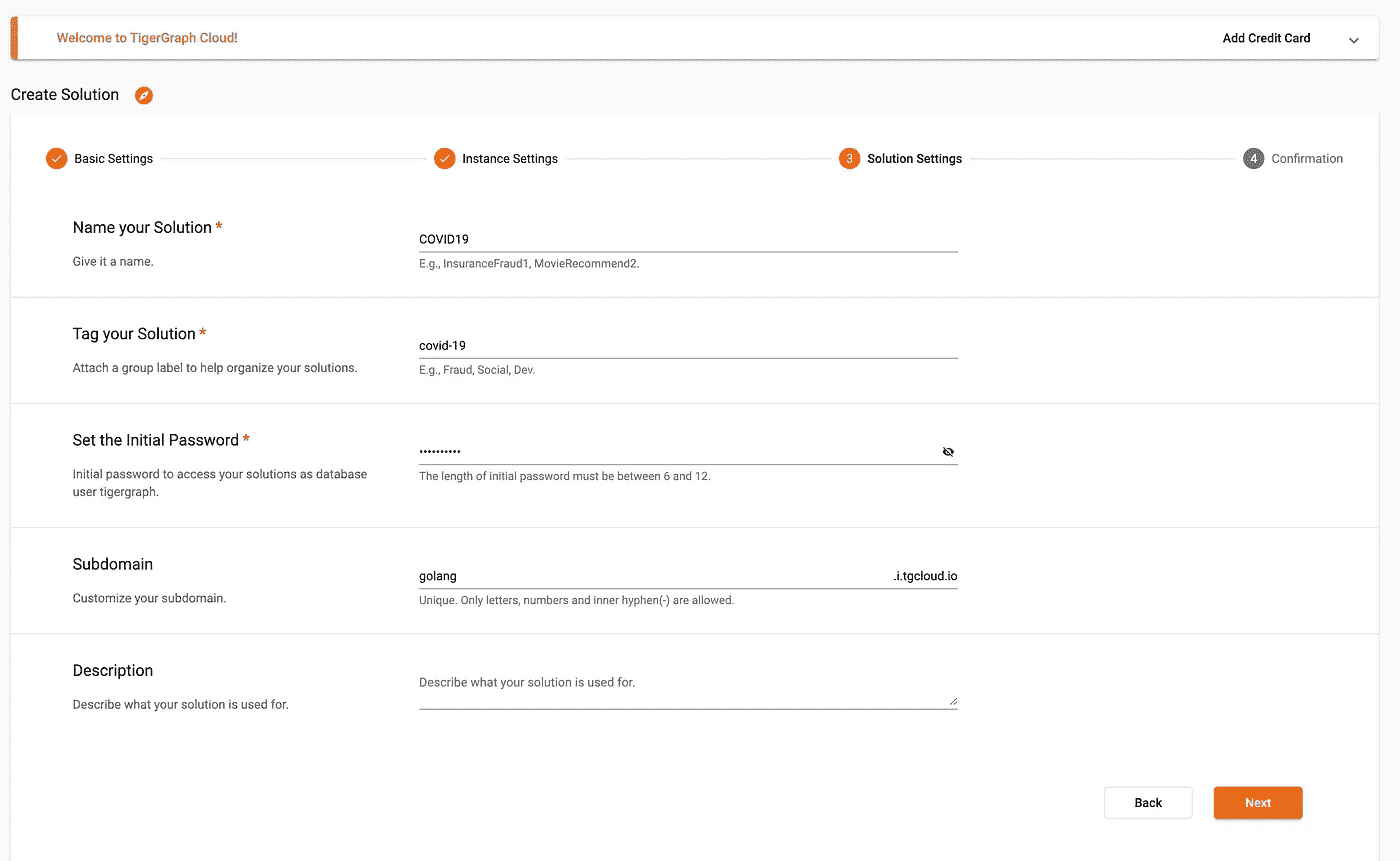 Welcome to TigerGraph Cloud!
Add Credit Card
Create Solution
Basic Settings
Instance Settings
3 Solution Settings
4 Confirmation
Name your Solution *
Give it a name.
COVID19
E.g., InsuranceFraud1, MovieRecommend2.
Tag your Solution *
Attach a group label to help organize your solutions.
covid-19
E.g., Fraud, Social, Dev.
Set the Initial Password *
Initial password to access your solutions as database
user tigergraph.
••••••••••
The length of initial password must be between 6 and 12.
Subdomain
Customize your subdomain.
golang .i.tgcloud.io
Unique. Only letters, numbers and inner hyphen(-) are allowed.
Description
Describe what your solution is used for.
Describe what your solution is used for.
Back
Next